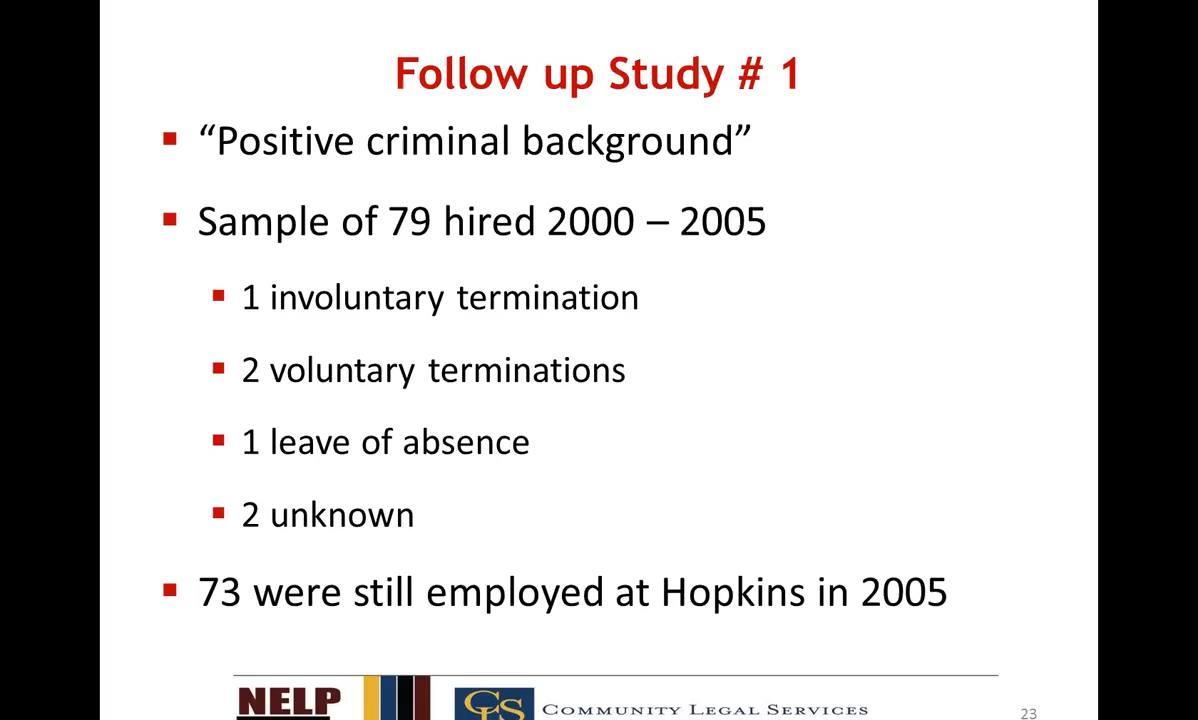 Follow up Study # 1
▪ “Positive criminal background”
▪ Sample of 79 hired 2000 – 2005
▪ 1 involuntary termination
▪ 2 voluntary terminations
▪ 1 leave of absence
▪ 2 unknown
▪ 73 were still employed at Hopkins in 2005
NELP
CLS COMMUNITY LEGAL SERVICES
23